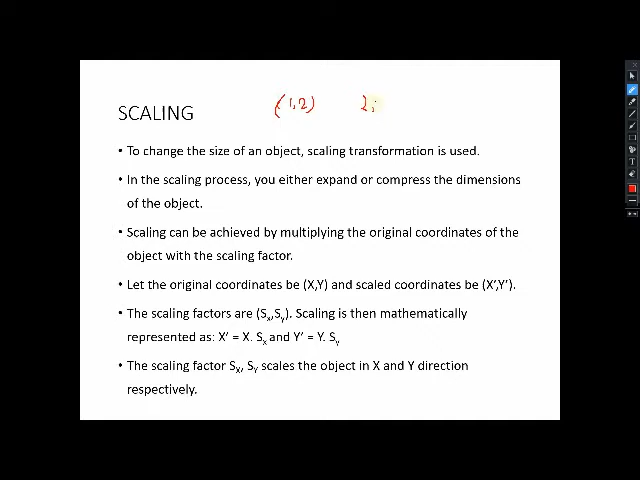 (1,2) 2;
SCALING
• To change the size of an object, scaling transformation is used.
• In the scaling process, you either expand or compress the dimensions
of the object.
• Scaling can be achieved by multiplying the original coordinates of the
object with the scaling factor.
• Let the original coordinates be (X,Y) and scaled coordinates be (X′,Y′).
• The scaling factors are (Sx,Sy). Scaling is then mathematically
represented as: X′ = X. Sx and Y′ = Y. Sy
• The scaling factor SX, SY scales the object in X and Y direction
respectively.